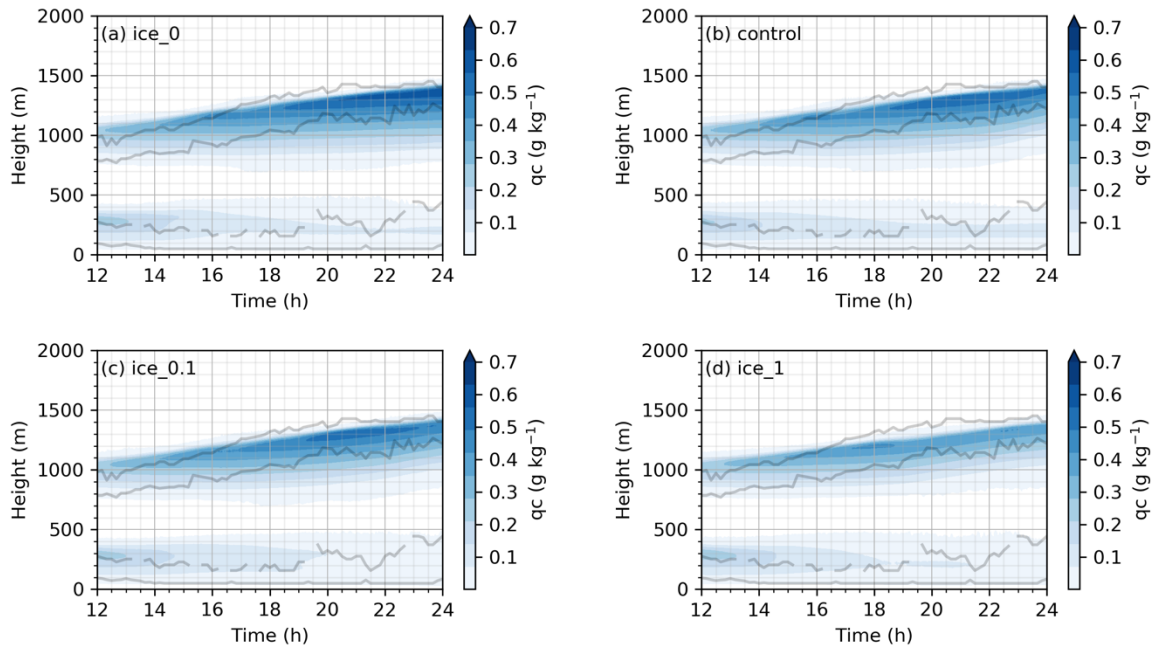 (a) ice_0
2000
1500
1000
500
0
Height (m)
12 14 16 18 20 22 24
Time (h)
0.7
0.6
0.5
0.4
0.3
0.2
0.1
qc (g kg⁻¹)
(b) control
2000
1500
1000
500
0
Height (m)
12 14 16 18 20 22 24
Time (h)
0.7
0.6
0.5
0.4
0.3
0.2
0.1
qc (g kg⁻¹)
(c) ice_0.1
2000
1500
1000
500
0
Height (m)
12 14 16 18 20 22 24
Time (h)
0.7
0.6
0.5
0.4
0.3
0.2
0.1
qc (g kg⁻¹)
(d) ice_1
2000
1500
1000
500
0
Height (m)
12 14 16 18 20 22 24
Time (h)
0.7
0.6
0.5
0.4
0.3
0.2
0.1
qc (g kg⁻¹)